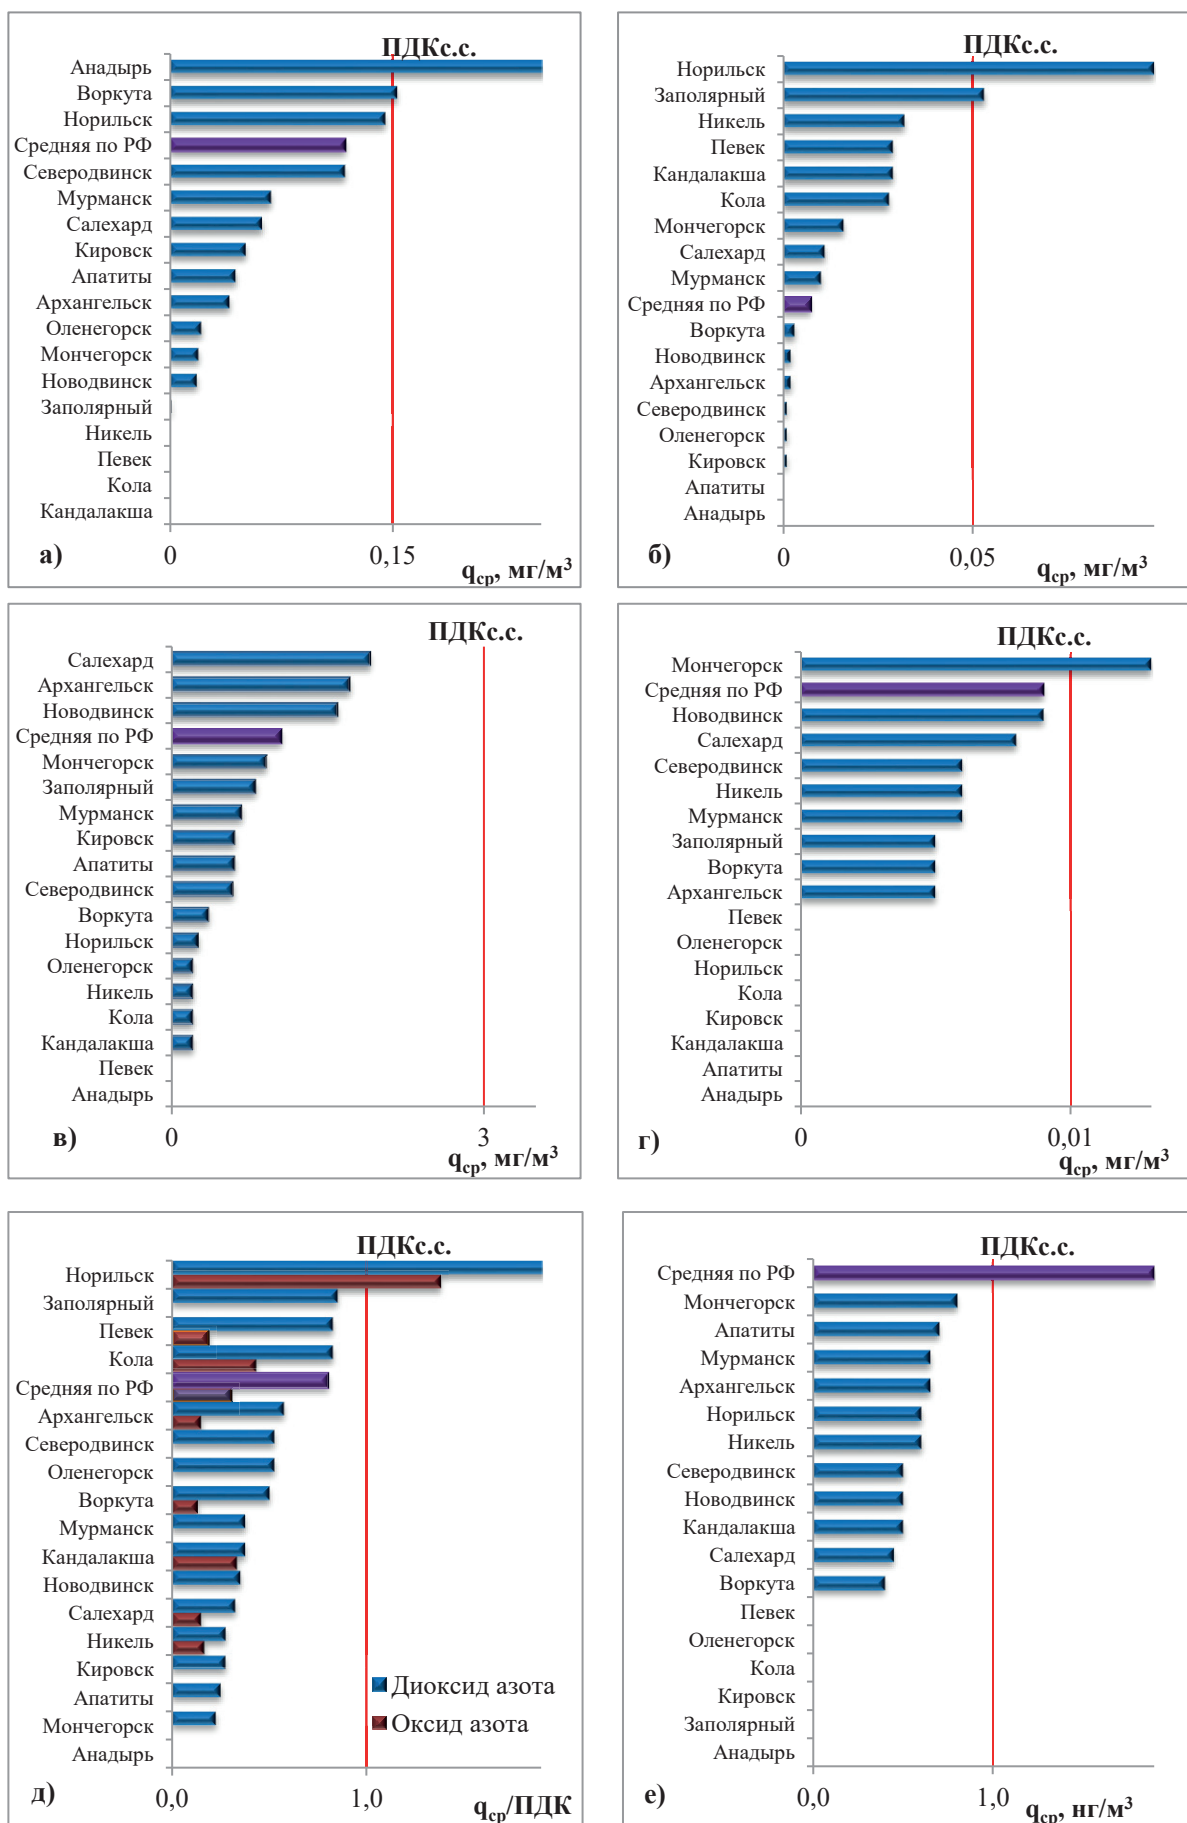 ПДКс.с.
Анадырь
Воркута
Норильск
Средняя по РФ
Северодвинск
Мурманск
Салехард
Кировск
Апатиты
Архангельск
Оленегорск
Мончегорск
Новодвинск
Заполярный
Никель
Певек
Кола
Кандалакша
0 0,15
а) qср, мг/м³
ПДКс.с.
Норильск
Заполярный
Никель
Певек
Кандалакша
Кола
Мончегорск
Салехард
Мурманск
Средняя по РФ
Воркута
Новодвинск
Архангельск
Северодвинск
Оленегорск
Кировск
Апатиты
Анадырь
0 0,05
б) qср, мг/м³
ПДКс.с.
Салехард
Архангельск
Новодвинск
Средняя по РФ
Мончегорск
Заполярный
Мурманск
Кировск
Апатиты
Северодвинск
Воркута
Норильск
Оленегорск
Никель
Кола
Кандалакша
Певек
Анадырь
0 3
в) qср, мг/м³
ПДКс.с.
Мончегорск
Средняя по РФ
Новодвинск
Салехард
Северодвинск
Никель
Мурманск
Заполярный
Воркута
Архангельск
Певек
Оленегорск
Норильск
Кола
Кировск
Кандалакша
Апатиты
Анадырь
0 0,01
г) qср, мг/м³
ПДКс.с.
Норильск
Заполярный
Певек
Кола
Средняя по РФ
Архангельск
Северодвинск
Оленегорск
Воркута
Мурманск
Кандалакша
Новодвинск
Салехард
Никель
Кировск
Апатиты
Мончегорск
Анадырь
Диоксид азота
Оксид азота
0,0 1,0
д) qср/ПДК
ПДКс.с.
Средняя по РФ
Мончегорск
Апатиты
Мурманск
Архангельск
Норильск
Никель
Северодвинск
Новодвинск
Кандалакша
Салехард
Воркута
Певек
Оленегорск
Кола
Кировск
Заполярный
Анадырь
0,0 1,0
е) qср, нг/м³